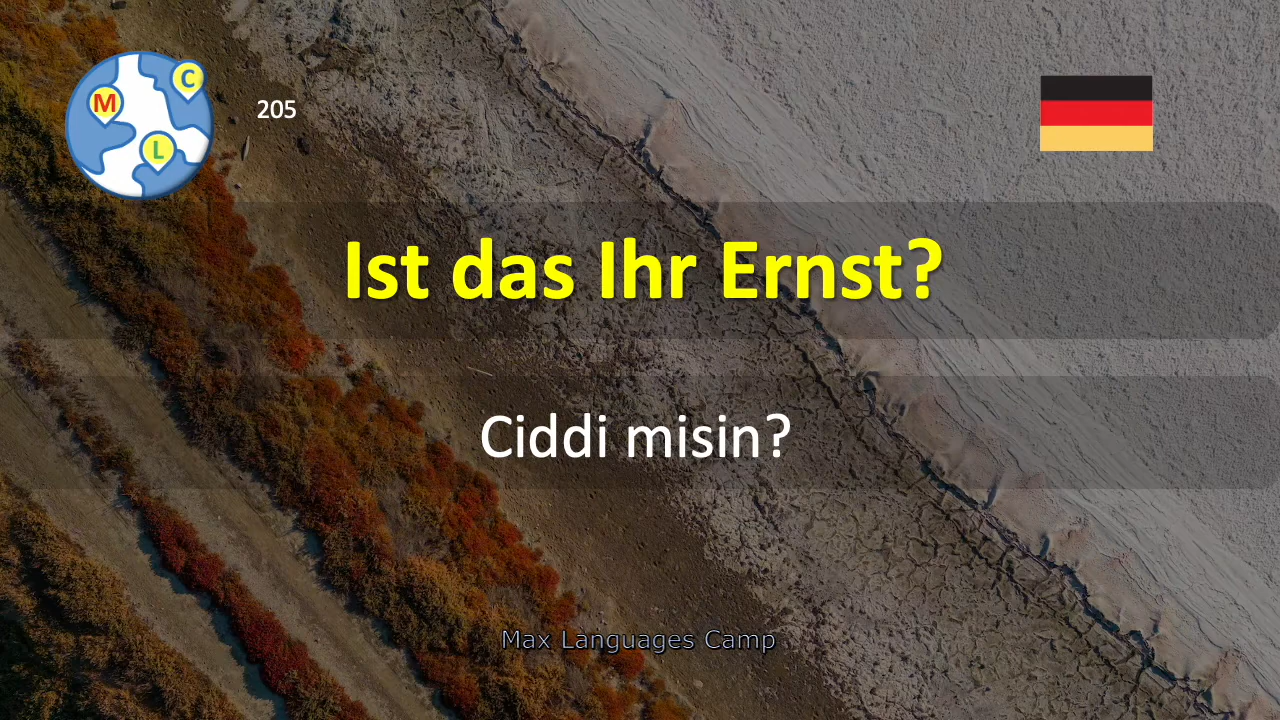 M
C
L
205
Ist das Ihr Ernst?
Ciddi misin?
Max Languages Camp